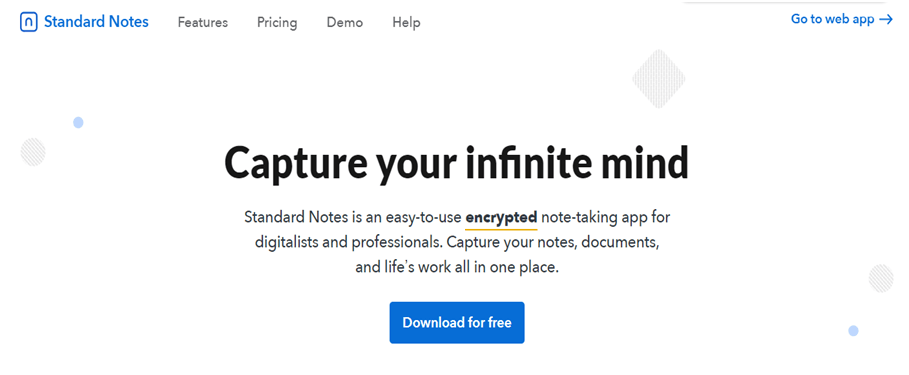 Standard Notes Features Pricing Demo Help Go to web app →
Capture your infinite mind
Standard Notes is an easy-to-use encrypted note-taking app for
digitalists and professionals. Capture your notes, documents,
and life's work all in one place.
Download for free